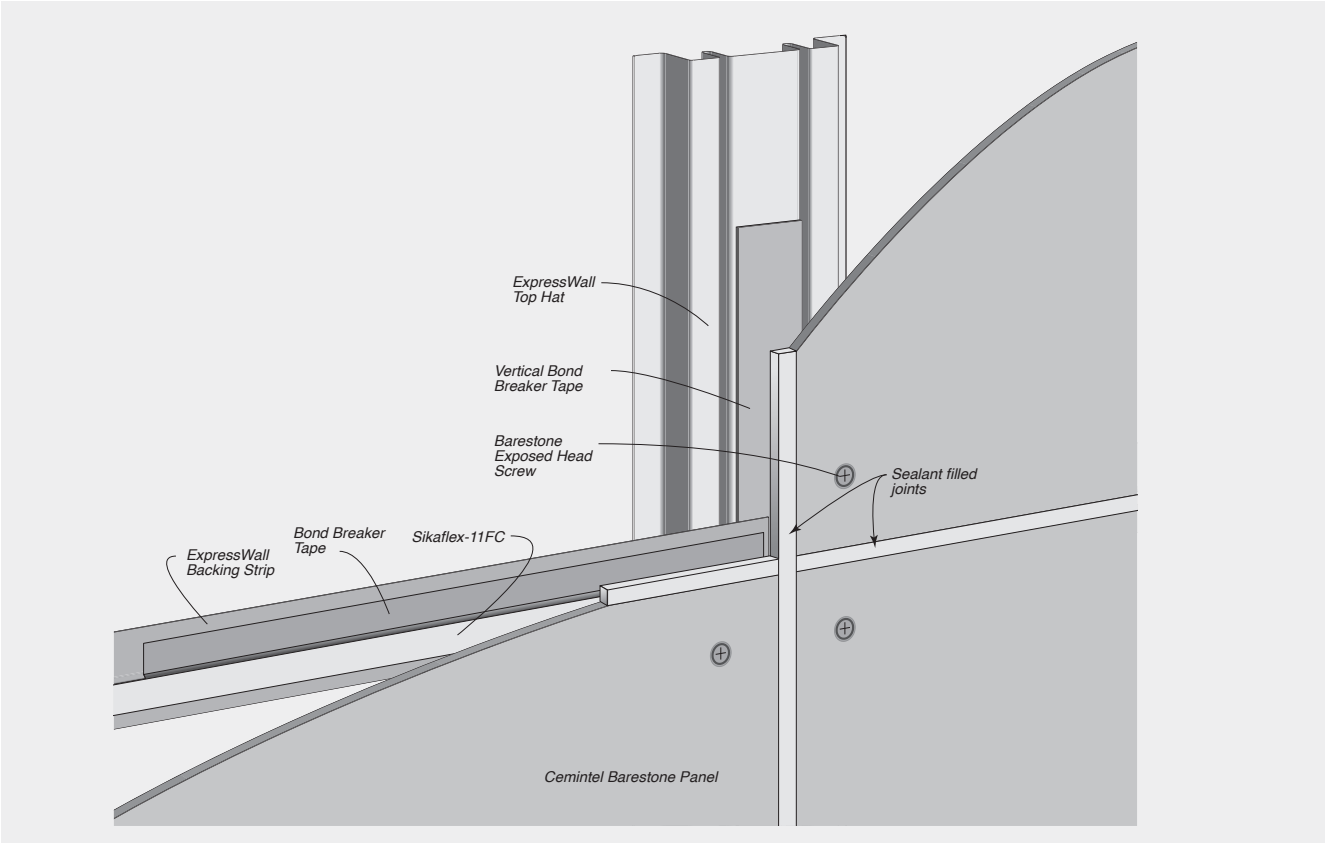 ExpressWall
Top Hat
Vertical Bond
Breaker Tape
Barestone
Exposed Head
Screw
Sealant filled
joints
Bond Breaker
Tape
Sikaflex-11FC
ExpressWall
Backing Strip
Cemintel Barestone Panel